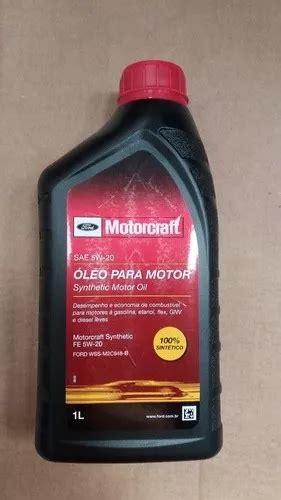 Ford
Motorcraft
SAE 5W-20
ÓLEO PARA MOTOR
Synthetic Motor Oil
Desempenho e economia de combustível
para motores à gasolina, etanol, flex, GNV
e diesel leves
Motorcraft Synthetic
FE 5W-20
FORD WSS-M2C948-B
100%
SINTÉTICO
1L
www.ford.com.br